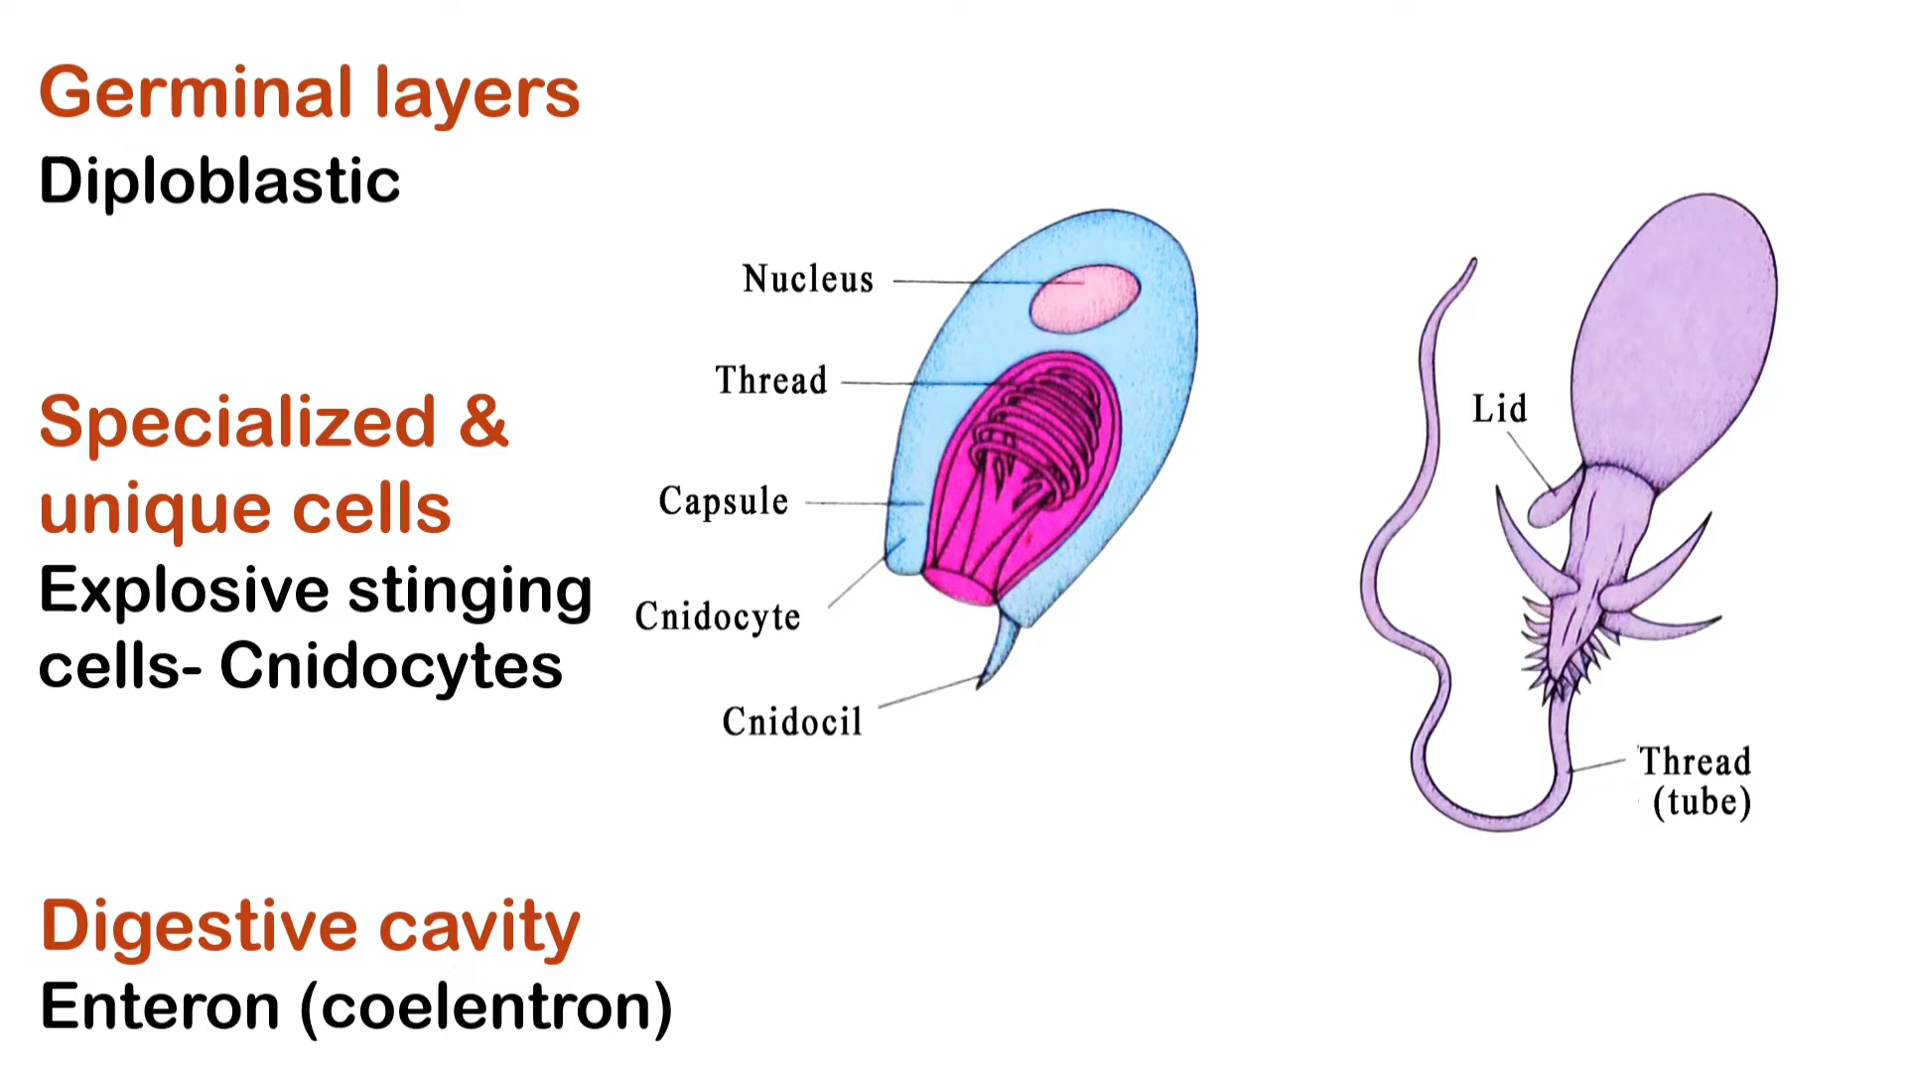 Germinal layers
Diploblastic
Specialized &
unique cells
Explosive stinging
cells- Cnidocytes
Digestive cavity
Enteron (coelentron)
Nucleus
Thread
Capsule
Cnidocyte
Cnidocil
Lid
Thread
(tube)